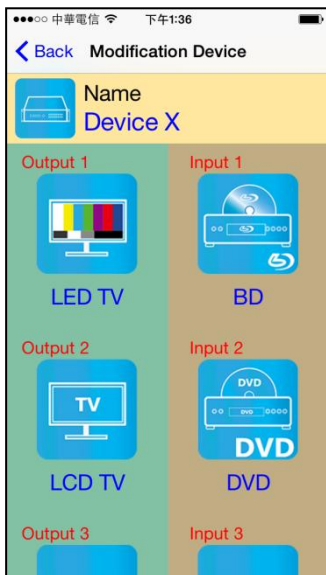 中華電信 下午1:36
Back Modification Device
Name
Device X
Output 1 Input 1
LED TV BD
Output 2 Input 2
TV DVD
DVD
LCD TV DVD
Output 3 Input 3